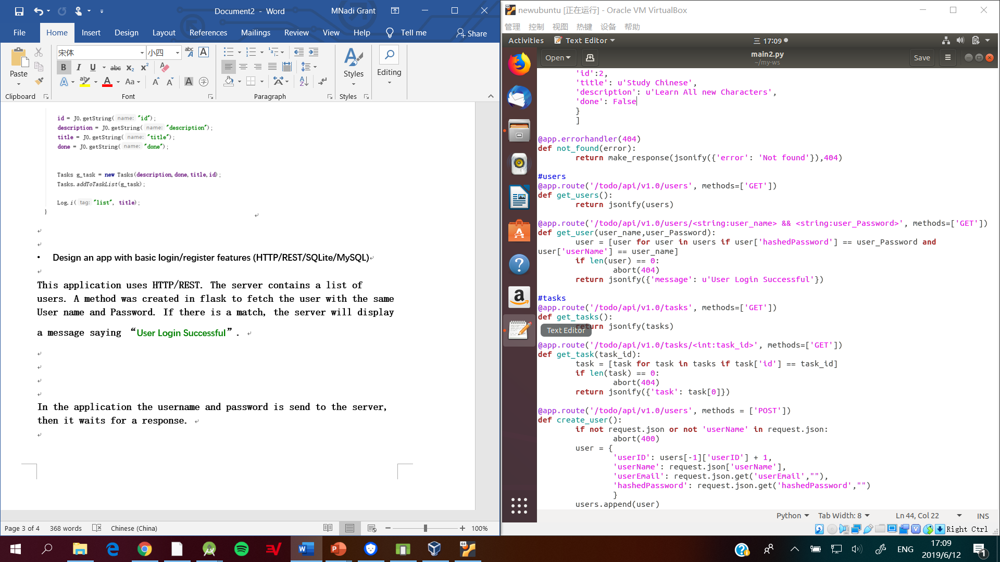 Document2 - Word
MNadi Grant
File Home Insert Design Layout References Mailings Review View Help Tell me Share
宋体 小四
Paste
Styles
Editing
Clipboard Font Paragraph Styles
id = JO.getString( name: "id");
description = JO.getString( name: "description");
title = JO.getString( name: "title");
done = JO.getString( name: "done");
Tasks g_task = new Tasks(description,done,title,id);
Tasks.addToTaskList(g_task);
Log.i( tag: "list", title);
}
• Design an app with basic login/register features (HTTP/REST/SQLite/MySQL)
This application uses HTTP/REST. The server contains a list of
users. A method was created in flask to fetch the user with the same
User name and Password. If there is a match, the server will display
a message saying “User Login Successful”.
In the application the username and password is send to the server,
then it waits for a response.
Page 3 of 4 368 words Chinese (China) 100%
newubuntu [正在运行] - Oracle VM VirtualBox
管理 控制 视图 热键 设备 帮助
Activities Text Editor 三 17:09
Open main2.py Save
~/my-ws
'id':2,
'title': u'Study Chinese',
'description': u'Learn All new Characters',
'done': False
}
]
@app.errorhandler(404)
def not_found(error):
return make_response(jsonify({'error': 'Not found'}),404)
#users
@app.route('/todo/api/v1.0/users', methods=['GET'])
def get_users():
return jsonify(users)
@app.route('/todo/api/v1.0/users/<string:user_name> && <string:user_Password>', methods=['GET'])
def get_user(user_name,user_Password):
user = [user for user in users if user['hashedPassword'] == user_Password and
user['userName'] == user_name]
if len(user) == 0:
abort(404)
return jsonify({'message': u'User Login Successful'})
#tasks
@app.route('/todo/api/v1.0/tasks', methods=['GET'])
def get_tasks():
return jsonify(tasks)
Text Editor
@app.route('/todo/api/v1.0/tasks/<int:task_id>', methods=['GET'])
def get_task(task_id):
task = [task for task in tasks if task['id'] == task_id]
if len(task) == 0:
abort(404)
return jsonify({'task': task[0]})
@app.route('/todo/api/v1.0/users', methods = ['POST'])
def create_user():
if not request.json or not 'userName' in request.json:
abort(400)
user = {
'userID': users[-1]['userID'] + 1,
'userName': request.json['userName'],
'userEmail': request.json.get('userEmail',""),
'hashedPassword': request.json.get('hashedPassword',"")
}
users.append(user)
Python Tab Width: 8 Ln 44, Col 22 INS
Right Ctrl
ENG
17:09
2019/6/12
1